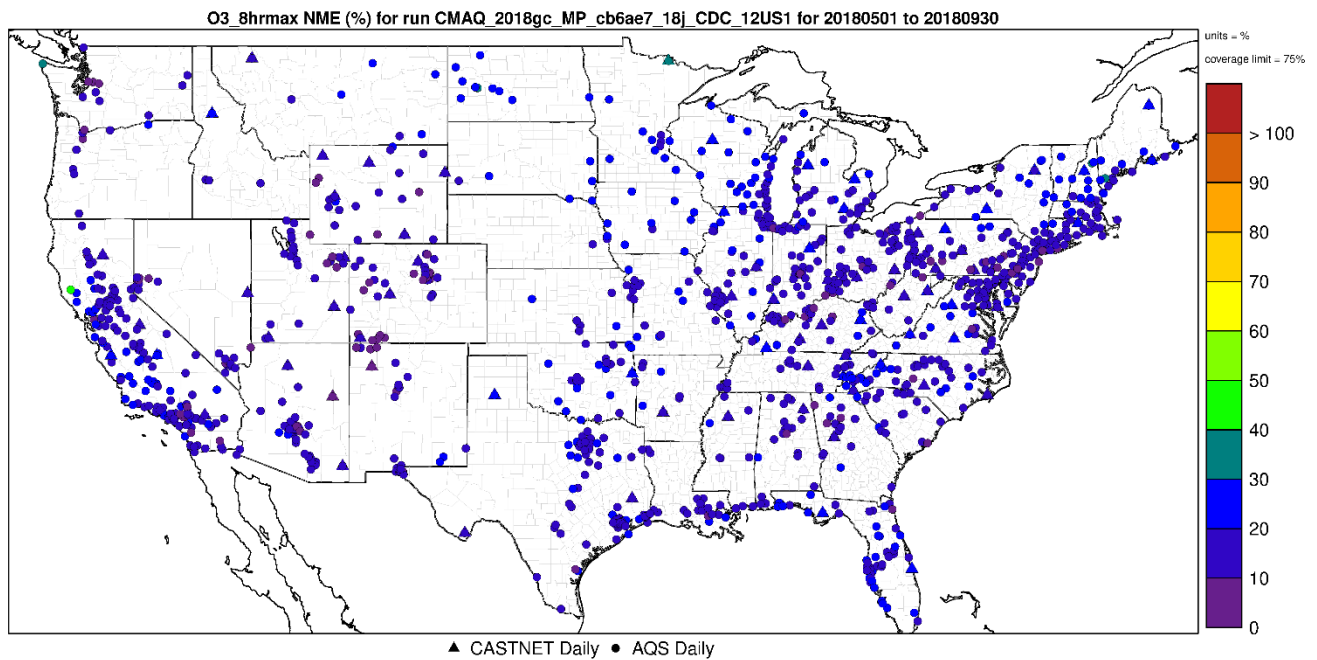 O3_8hrmax NME (%) for run CMAQ_2018gc_MP_cb6ae7_18j_CDC_12US1 for 20180501 to 20180930
units = %
coverage limit = 75%
> 100
90
80
70
60
50
40
30
20
10
0
CASTNET Daily AQS Daily